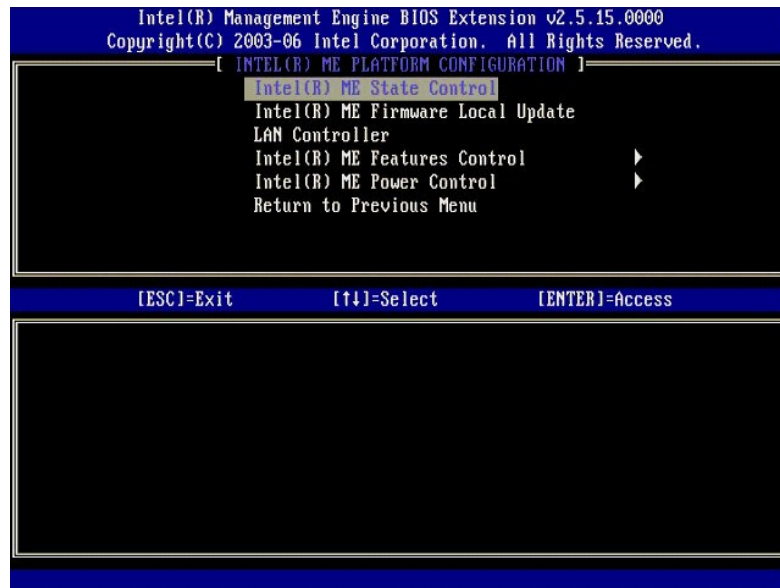 Intel(R) Management Engine BIOS Extension v2.5.15.0000
Copyright(C) 2003-06 Intel Corporation. All Rights Reserved.
[ INTEL(R) ME PLATFORM CONFIGURATION ]
Intel(R) ME State Control
Intel(R) ME Firmware Local Update
LAN Controller
Intel(R) ME Features Control ►
Intel(R) ME Power Control ►
Return to Previous Menu
[ESC]=Exit [↑↓]=Select [ENTER]=Access